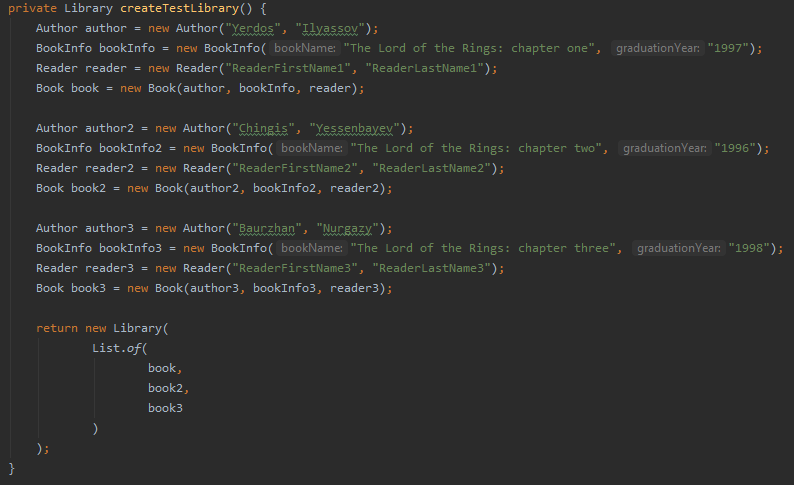 private Library createTestLibrary() {
Author author = new Author("Yerdos", "Ilyassov");
BookInfo bookInfo = new BookInfo( bookName: "The Lord of the Rings: chapter one", graduationYear: "1997");
Reader reader = new Reader("ReaderFirstName1", "ReaderLastName1");
Book book = new Book(author, bookInfo, reader);
Author author2 = new Author("Chingis", "Yessenbayev");
BookInfo bookInfo2 = new BookInfo( bookName: "The Lord of the Rings: chapter two", graduationYear: "1996");
Reader reader2 = new Reader("ReaderFirstName2", "ReaderLastName2");
Book book2 = new Book(author2, bookInfo2, reader2);
Author author3 = new Author("Baurzhan", "Nurgazy");
BookInfo bookInfo3 = new BookInfo( bookName: "The Lord of the Rings: chapter three", graduationYear: "1998");
Reader reader3 = new Reader("ReaderFirstName3", "ReaderLastName3");
Book book3 = new Book(author3, bookInfo3, reader3);
return new Library(
List.of(
book,
book2,
book3
)
);
}